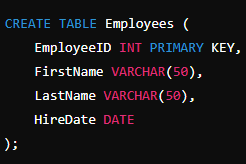 CREATE TABLE Employees (
    EmployeeID INT PRIMARY KEY,
    FirstName VARCHAR(50),
    LastName VARCHAR(50),
    HireDate DATE
);